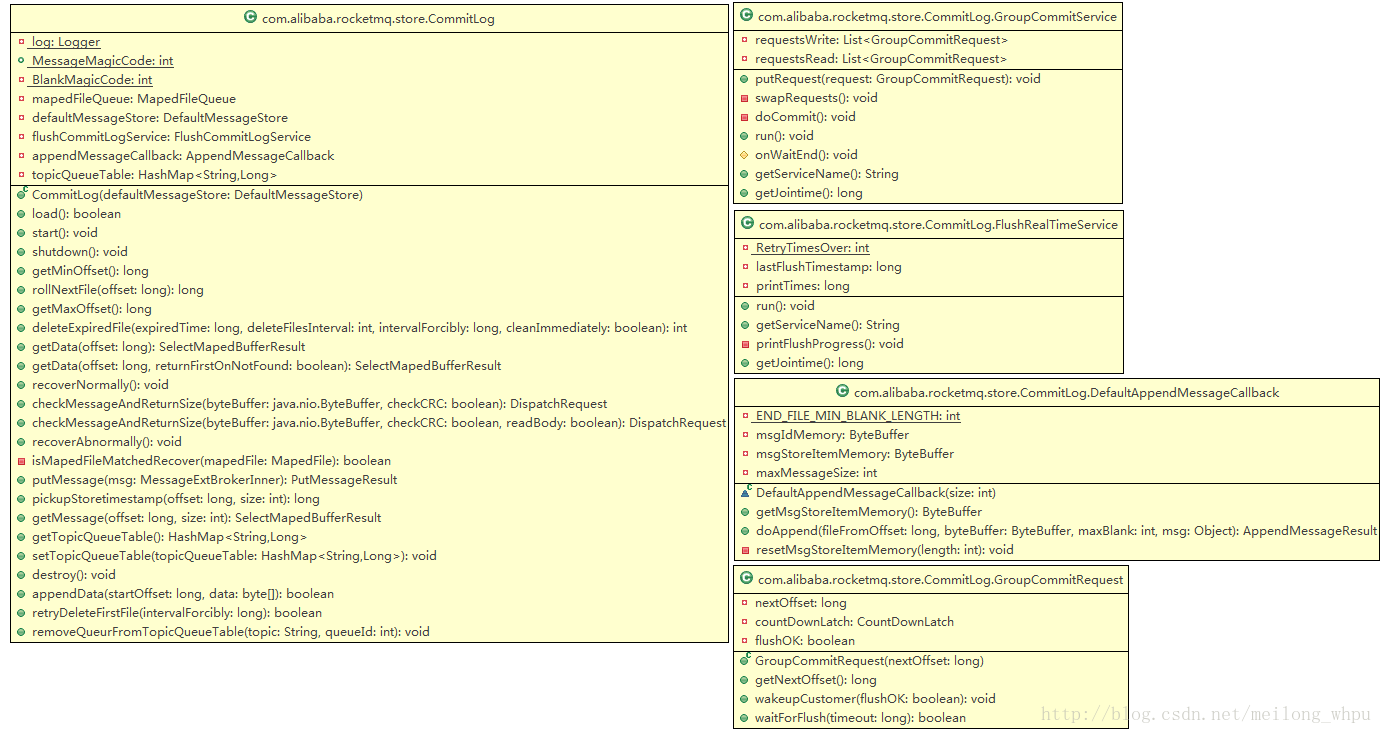 com.alibaba.rocketmq.store.CommitLog
log: Logger
MessageMagicCode: int
BlankMagicCode: int
mapedFileQueue: MapedFileQueue
defaultMessageStore: DefaultMessageStore
flushCommitLogService: FlushCommitLogService
appendMessageCallback: AppendMessageCallback
topicQueueTable: HashMap<String,Long>
CommitLog(defaultMessageStore: DefaultMessageStore)
load(): boolean
start(): void
shutdown(): void
getMinOffset(): long
rollNextFile(offset: long): long
getMaxOffset(): long
deleteExpiredFile(expiredTime: long, deleteFilesInterval: int, intervalForcibly: long, cleanImmediately: boolean): int
getData(offset: long): SelectMapedBufferResult
getData(offset: long, returnFirstOnNotFound: boolean): SelectMapedBufferResult
recoverNormally(): void
checkMessageAndReturnSize(byteBuffer: java.nio.ByteBuffer, checkCRC: boolean): DispatchRequest
checkMessageAndReturnSize(byteBuffer: java.nio.ByteBuffer, checkCRC: boolean, readBody: boolean): DispatchRequest
recoverAbnormally(): void
isMapedFileMatchedRecover(mapedFile: MapedFile): boolean
putMessage(msg: MessageExtBrokerInner): PutMessageResult
pickupStoretimestamp(offset: long, size: int): long
getMessage(offset: long, size: int): SelectMapedBufferResult
getTopicQueueTable(): HashMap<String,Long>
setTopicQueueTable(topicQueueTable: HashMap<String,Long>): void
destroy(): void
appendData(startOffset: long, data: byte[]): boolean
retryDeleteFirstFile(intervalForcibly: long): boolean
removeQueurFromTopicQueueTable(topic: String, queueId: int): void
com.alibaba.rocketmq.store.CommitLog.GroupCommitService
requestsWrite: List<GroupCommitRequest>
requestsRead: List<GroupCommitRequest>
putRequest(request: GroupCommitRequest): void
swapRequests(): void
doCommit(): void
run(): void
onWaitEnd(): void
getServiceName(): String
getJointime(): long
com.alibaba.rocketmq.store.CommitLog.FlushRealTimeService
RetryTimesOver: int
lastFlushTimestamp: long
printTimes: long
run(): void
getServiceName(): String
printFlushProgress(): void
getJointime(): long
com.alibaba.rocketmq.store.CommitLog.DefaultAppendMessageCallback
END_FILE_MIN_BLANK_LENGTH: int
msgIdMemory: ByteBuffer
msgStoreItemMemory: ByteBuffer
maxMessageSize: int
DefaultAppendMessageCallback(size: int)
getMsgStoreItemMemory(): ByteBuffer
doAppend(fileFromOffset: long, byteBuffer: ByteBuffer, maxBlank: int, msg: Object): AppendMessageResult
resetMsgStoreItemMemory(length: int): void
com.alibaba.rocketmq.store.CommitLog.GroupCommitRequest
nextOffset: long
countDownLatch: CountDownLatch
flushOK: boolean
GroupCommitRequest(nextOffset: long)
getNextOffset(): long
wakeupCustomer(flushOK: boolean): void
waitForFlush(timeout: long): boolean
http://blog.csdn.net/meilong_whpu